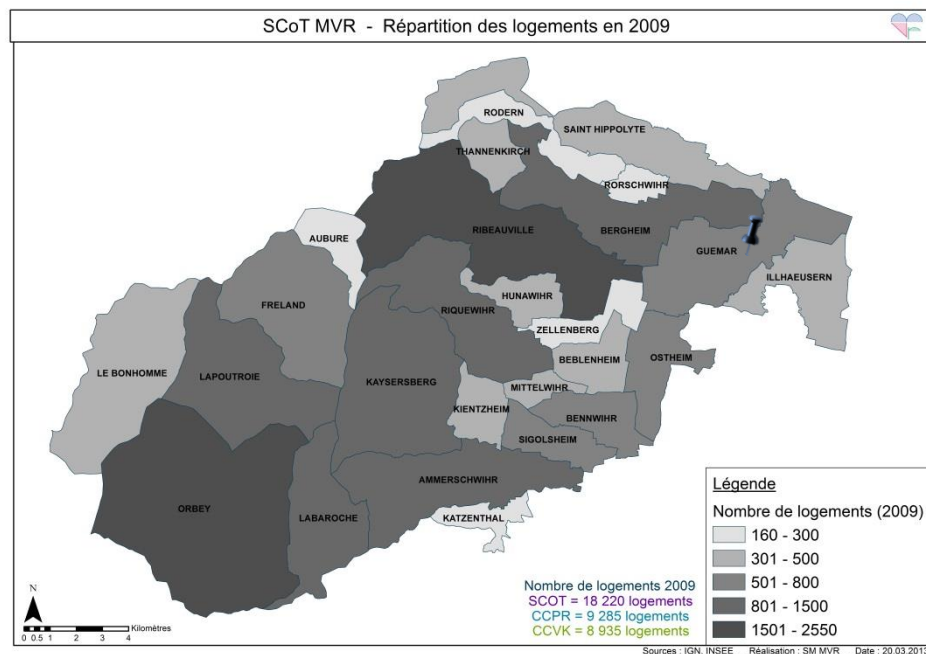 SCoT MVR - Répartition des logements en 2009
RODERN
SAINT HIPPOLYTE
THANNENKIRCH
RORSCHWIHR
AUBURE
RIBEAUVILLE
BERGHEIM
GUEMAR
ILLHAEUSERN
FRELAND
HUNAWIHR
RIQUEWIHR
ZELLENBERG
OSTHEIM
BEBLENHEIM
LE BONHOMME
LAPOUTROIE
KAYSERSBERG
MITTELWIHR
KIENTZHEIM
BENNWIHR
SIGOLSHEIM
AMMERSCHWIHR
ORBEY
LABAROCHE
KATZENTHAL
Légende
Nombre de logements (2009)
160 - 300
301 - 500
501 - 800
801 - 1500
1501 - 2550
Nombre de logements 2009
SCOT = 18 220 logements
CCPR = 9 285 logements
CCVK = 8 935 logements
N
0 0.5 1 2 3 4 Kilomètres
Sources : IGN, INSEE Réalisation : SM MVR Date : 20.03.2013